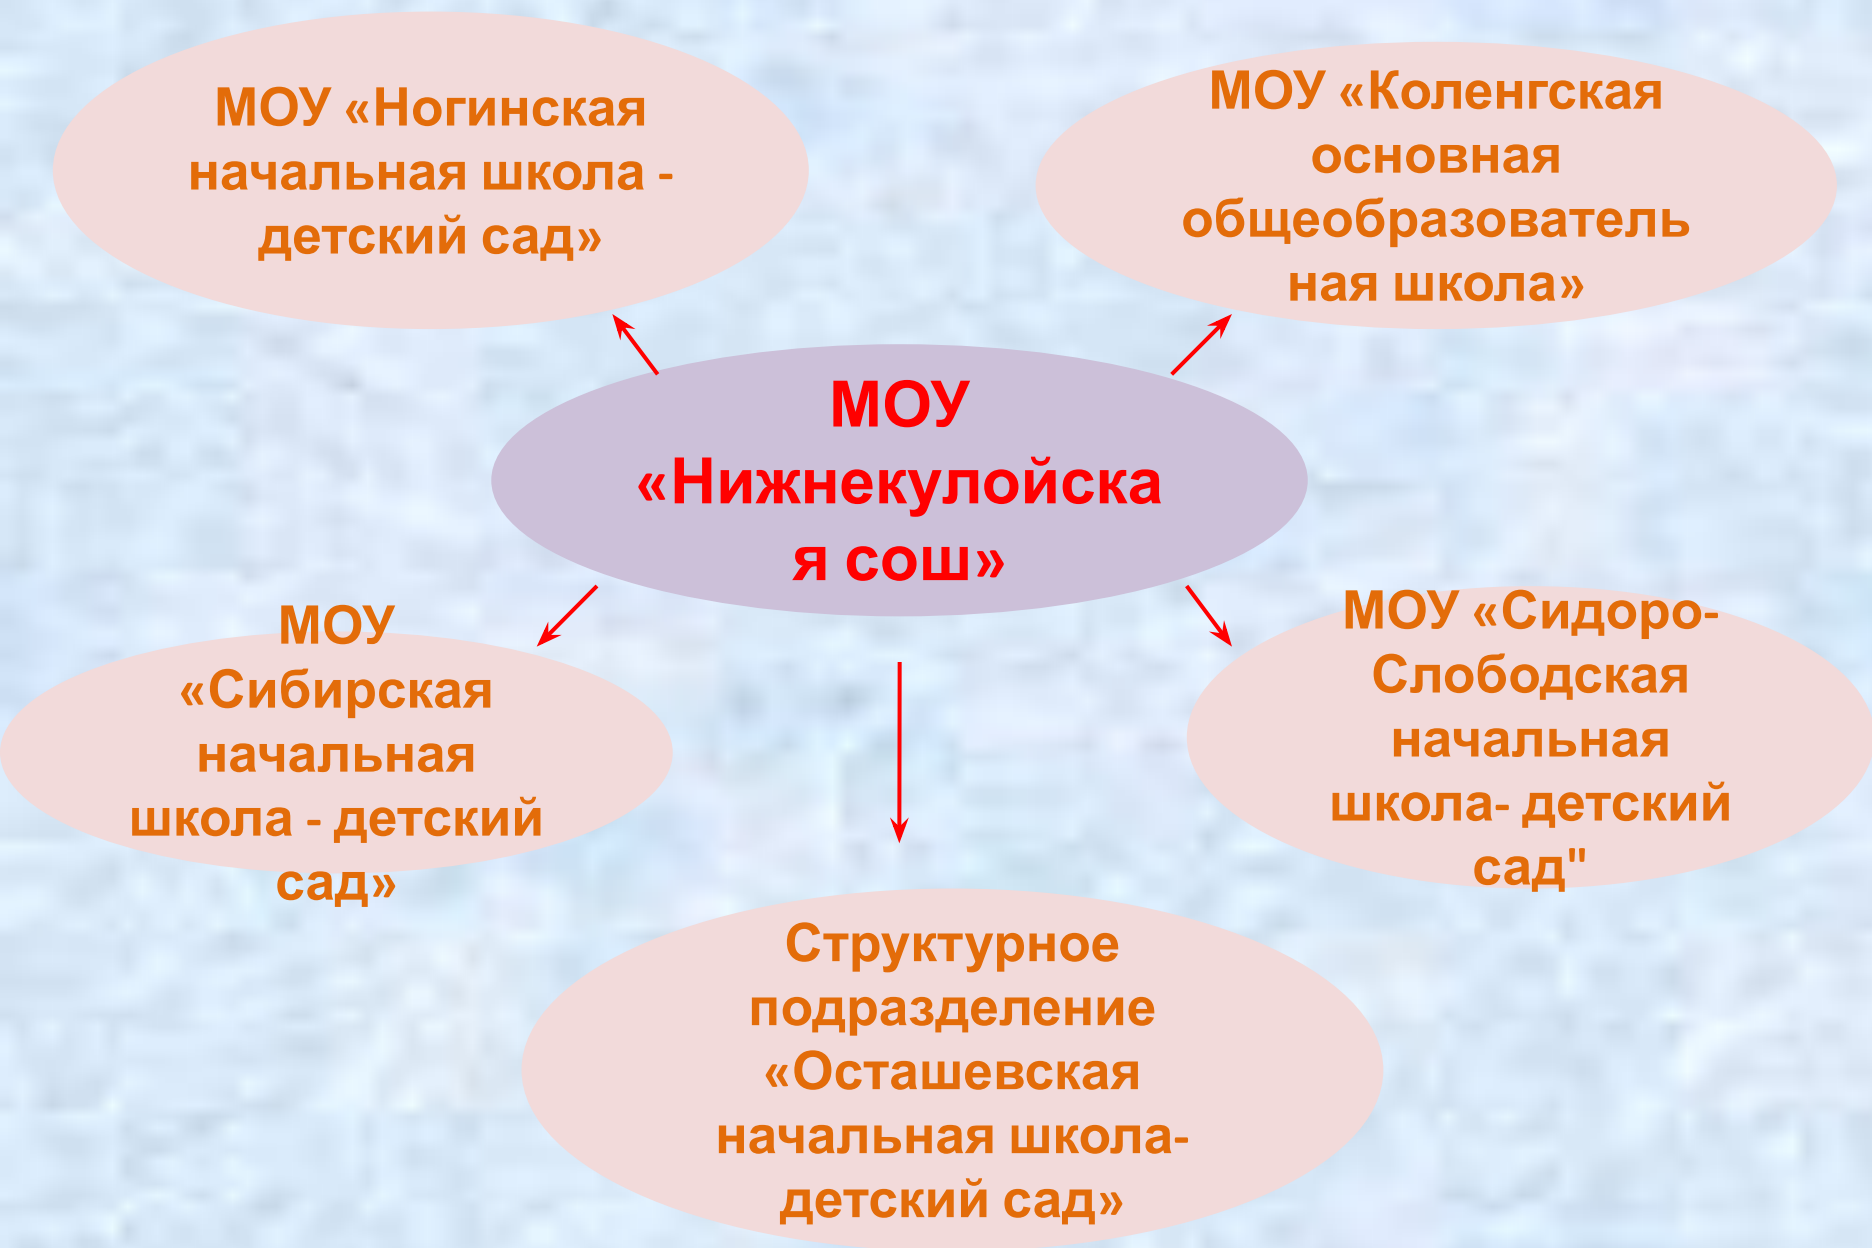 МОУ «Ногинская
начальная школа -
детский сад»
МОУ «Коленгская
основная
общеобразователь
ная школа»
МОУ
«Нижнекулойска
я сош»
МОУ
«Сибирская
начальная
школа - детский
сад»
МОУ «Сидоро-
Слободская
начальная
школа- детский
сад"
Структурное
подразделение
«Осташевская
начальная школа-
детский сад»